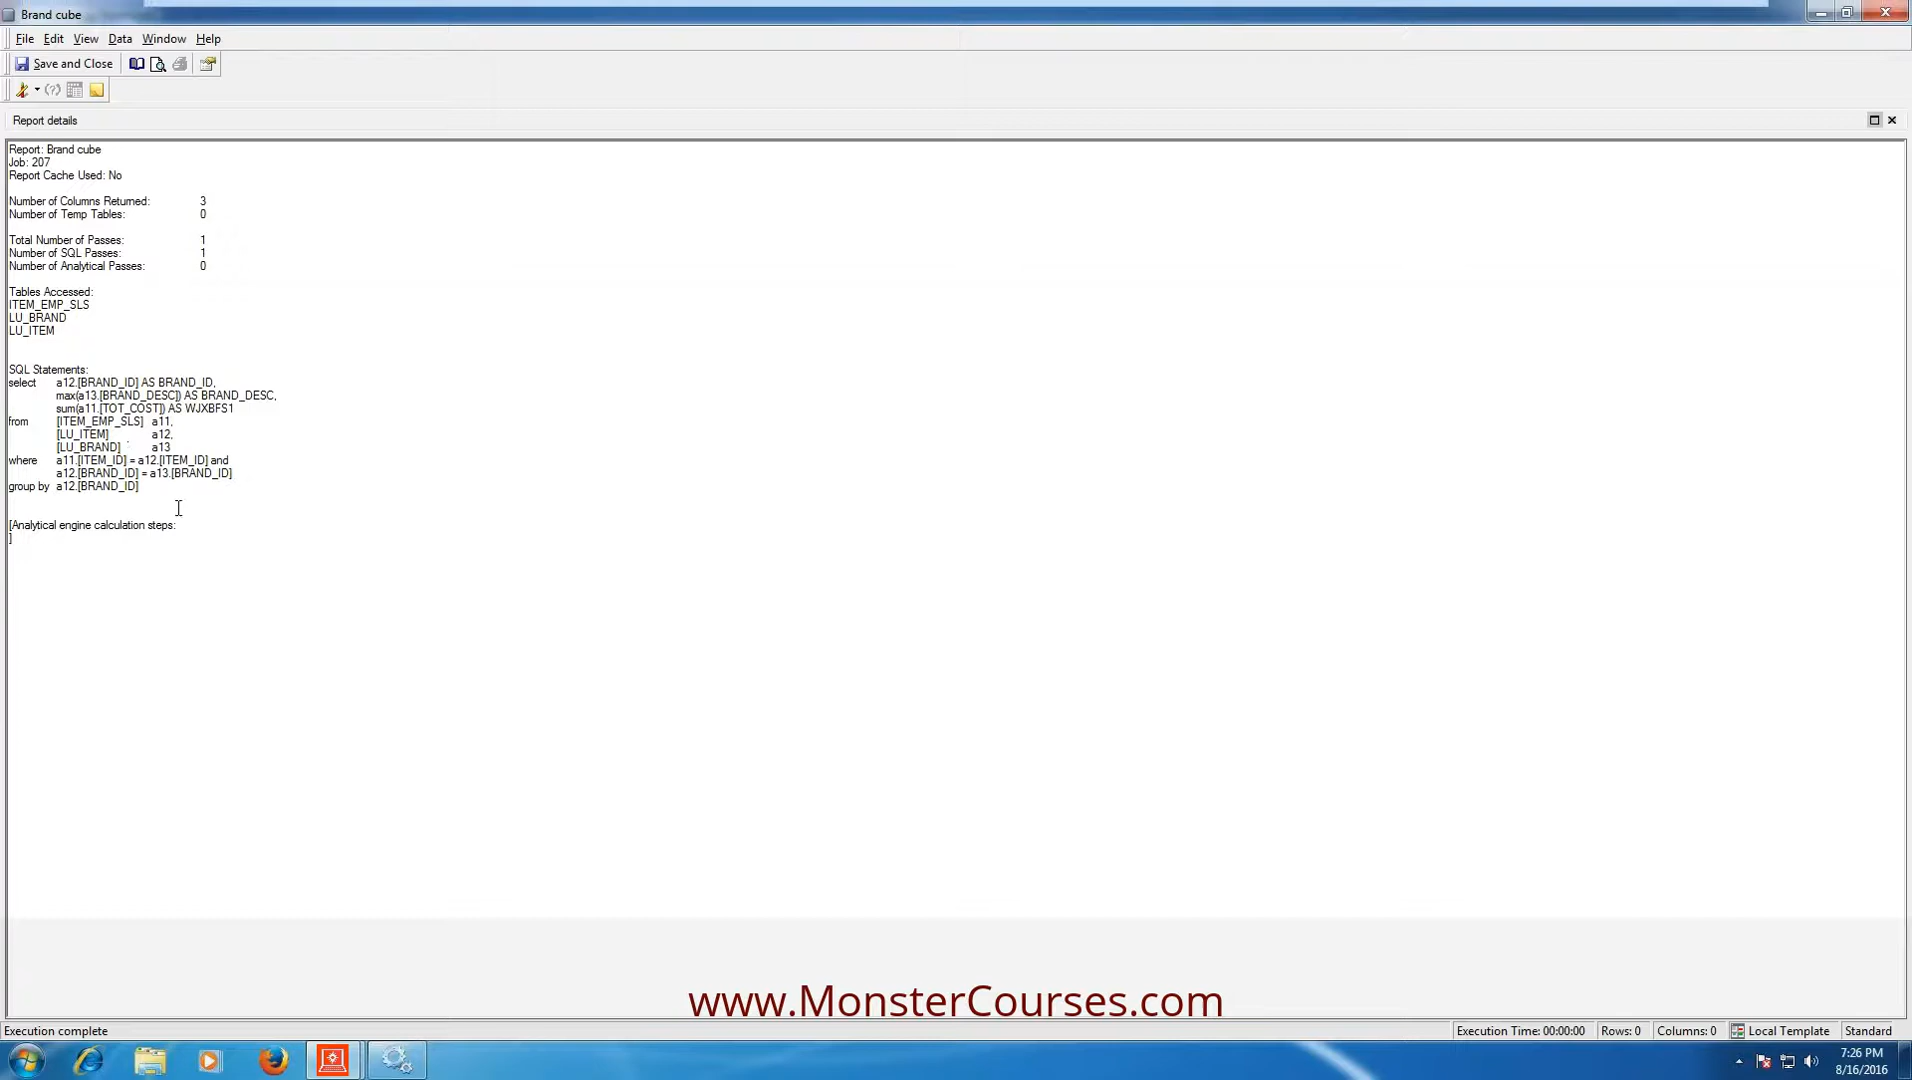 Brand cube
File Edit View Data Window Help
Save and Close
Report details
Report: Brand cube
Job: 207
Report Cache Used: No
Number of Columns Returned: 3
Number of Temp Tables: 0
Total Number of Passes: 1
Number of SQL Passes: 1
Number of Analytical Passes: 0
Tables Accessed:
ITEM_EMP_SLS
LU_BRAND
LU_ITEM
SQL Statements:
select a12.[BRAND_ID] AS BRAND_ID,
max(a13.[BRAND_DESC]) AS BRAND_DESC,
sum(a11.[TOT_COST]) AS WJXBFS1
from [ITEM_EMP_SLS] a11,
[LU_ITEM] a12,
[LU_BRAND] a13
where a11.[ITEM_ID] = a12.[ITEM_ID] and
a12.[BRAND_ID] = a13.[BRAND_ID]
group by a12.[BRAND_ID]
[Analytical engine calculation steps:
]
www.MonsterCourses.com
Execution complete Execution Time: 00:00:00 Rows: 0 Columns: 0 Local Template Standard
7:26 PM
8/16/2016